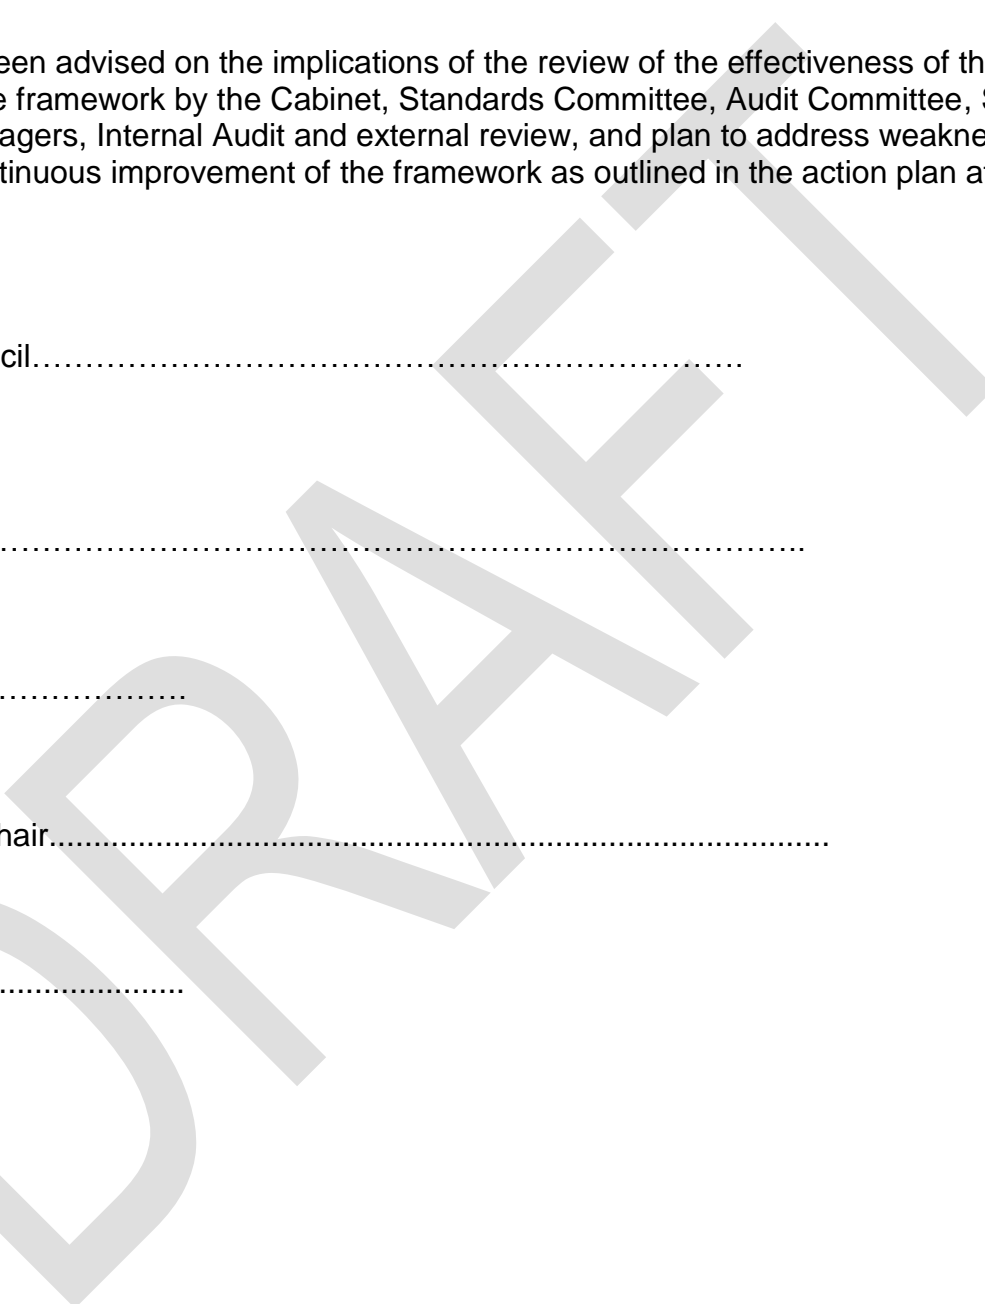 een advised on the implications of the review of the effectiveness of th
e framework by the Cabinet, Standards Committee, Audit Committee, S
agers, Internal Audit and external review, and plan to address weakne
tinuous improvement of the framework as outlined in the action plan at
cil……………………………………………………………
…………………………………………………………………..
……………….
hair.........................................................................................
......................
DRAFT